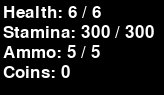 Health: 6 / 6
Stamina: 300 / 300
Ammo: 5 / 5
Coins: 0